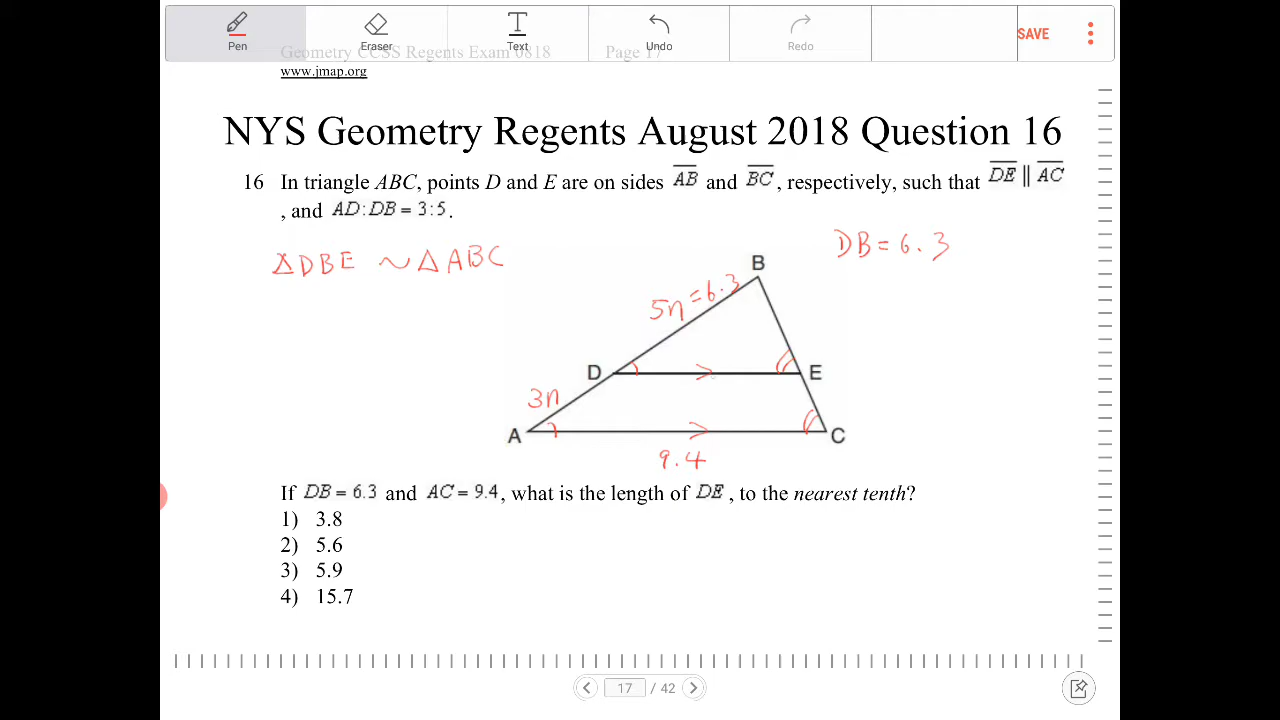 Pen Eraser Text Undo Redo SAVE
Geometry CCSS Regents Exam 0818 Page 17
www.jmap.org
NYS Geometry Regents August 2018 Question 16
16 In triangle ABC, points D and E are on sides AB and BC, respectively, such that DE ∥ AC
, and AD:DB = 3:5.
△DBE ~ △ABC
DB = 6.3
B
5n = 6.3
D
E
3n
A
C
9.4
If DB = 6.3 and AC = 9.4, what is the length of DE, to the nearest tenth?
1) 3.8
2) 5.6
3) 5.9
4) 15.7
17 / 42